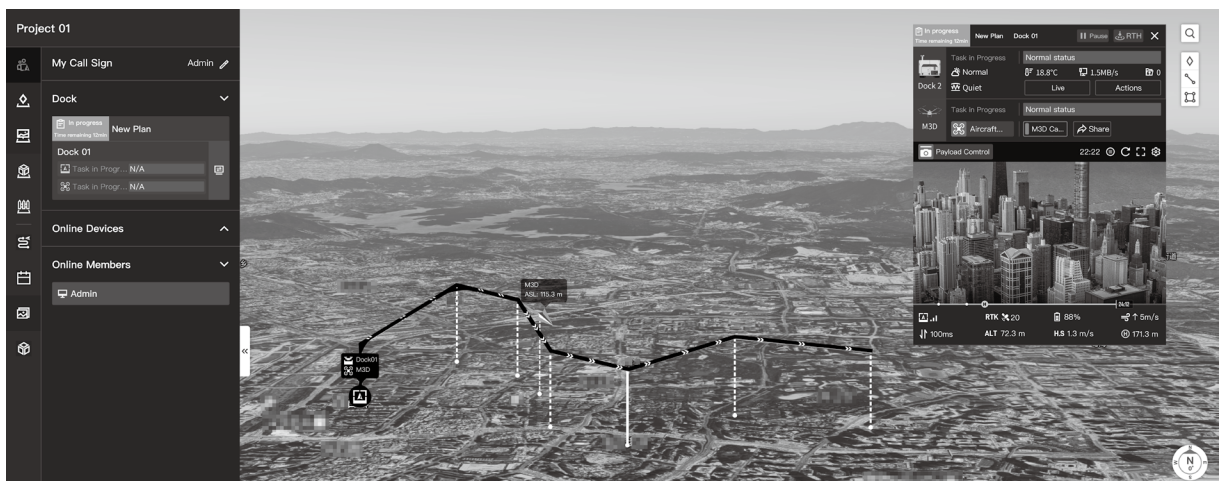 Project 01
My Call Sign Admin
Dock
In progress
Time remaining 12min
New Plan
Dock 01
Task in Progr... N/A
Task in Progr... N/A
Online Devices
Online Members
Admin
M3D
ASL: 115.3 m
Dock01
M3D
In progress
Time remaining 12min
New Plan Dock 01 Pause RTH
Task in Progress Normal status
Normal 18.8°C 1.5MB/s 0
Dock 2 Quiet Live Actions
Task in Progress Normal status
M3D Aircraft... M3D Ca... Share
Payload Comtrol 22:22
H 24:12
RTK 20 88% 5m/s
100ms ALT 72.3 m H.S 1.3 m/s H 171.3 m
N
0°